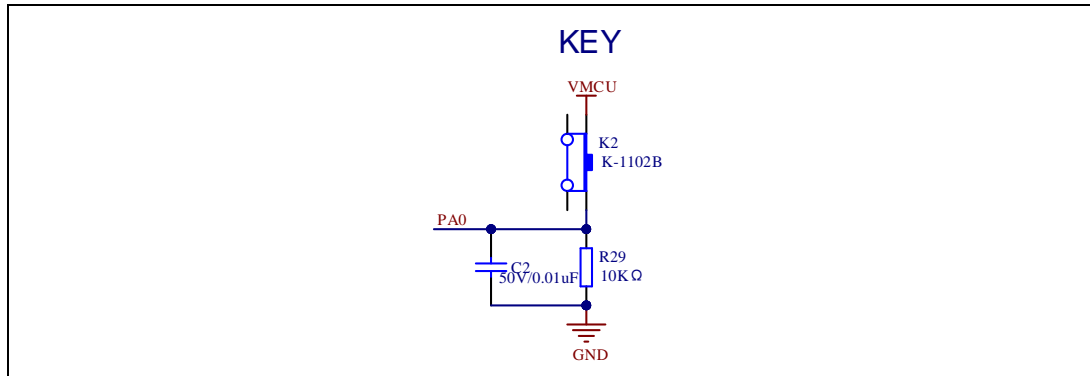 KEY
VMCU
K2
K-1102B
PA0
R29
C2
10KΩ
50V/0.01uF
GND